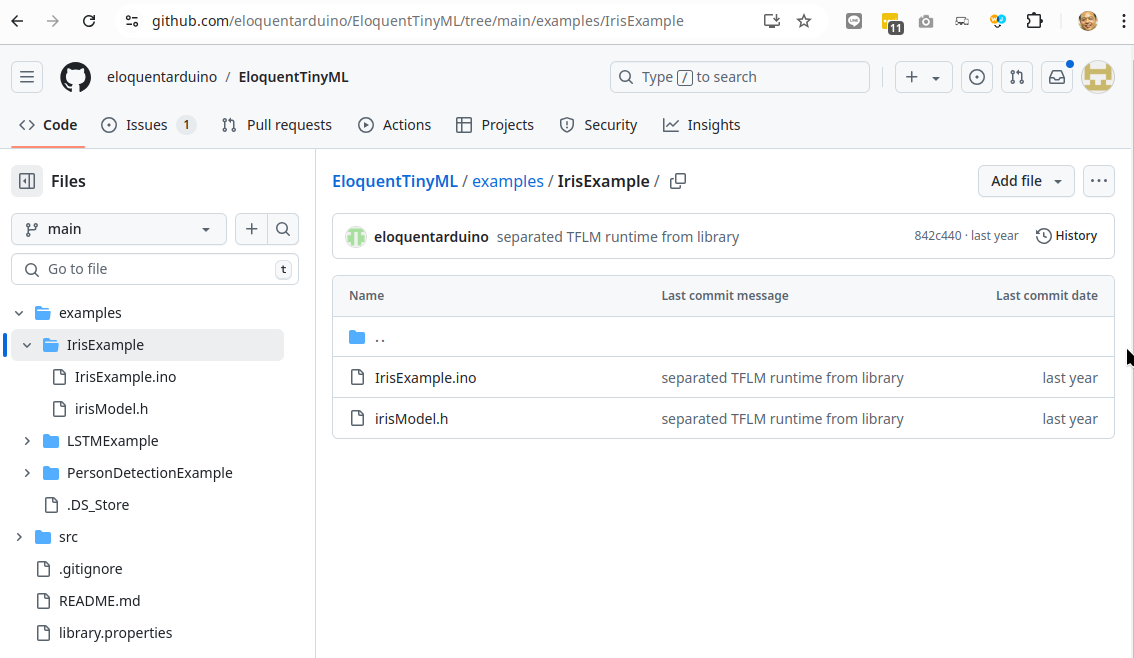 github.com/eloquentarduino/EloquentTinyML/tree/main/examples/IrisExample
11
eloquentarduino / EloquentTinyML
Type / to search
Code Issues 1 Pull requests Actions Projects Security Insights
Files
main
Go to file t
examples
IrisExample
IrisExample.ino
irisModel.h
LSTMExample
PersonDetectionExample
.DS_Store
src
.gitignore
README.md
library.properties
EloquentTinyML / examples / IrisExample /
Add file
eloquentarduino separated TFLM runtime from library 842c440 · last year History
Name Last commit message Last commit date
..
IrisExample.ino separated TFLM runtime from library last year
irisModel.h separated TFLM runtime from library last year